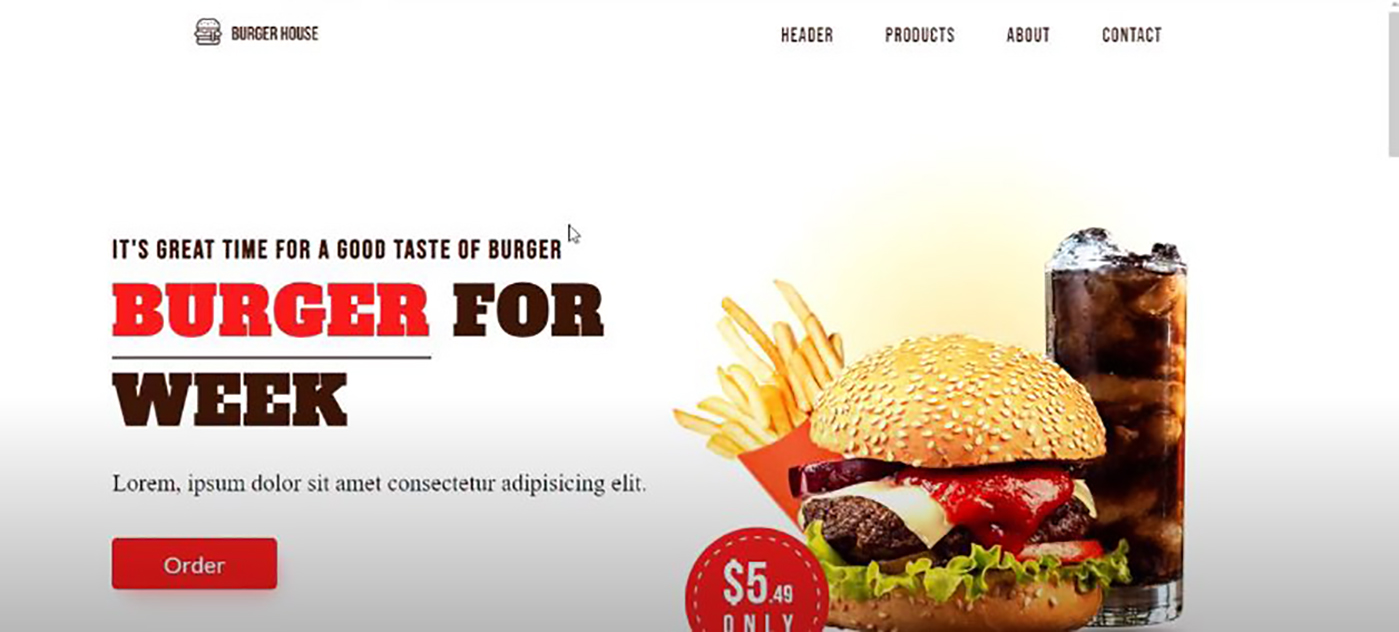 BURGER HOUSE
HEADER PRODUCTS ABOUT CONTACT
IT'S GREAT TIME FOR A GOOD TASTE OF BURGER
BURGER FOR
WEEK
Lorem, ipsum dolor sit amet consectetur adipisicing elit.
Order
$5.49
ONLY